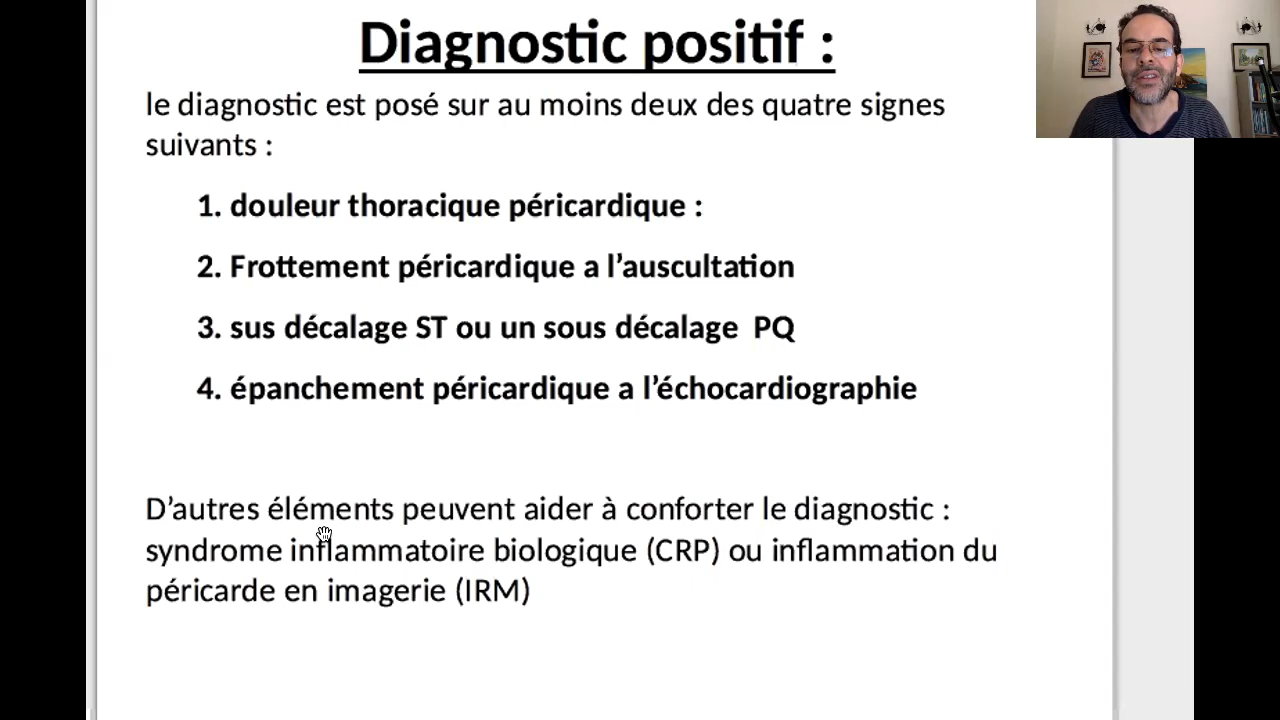 Diagnostic positif :
le diagnostic est posé sur au moins deux des quatre signes
suivants :
1. douleur thoracique péricardique :
2. Frottement péricardique a l’auscultation
3. sus décalage ST ou un sous décalage PQ
4. épanchement péricardique a l’échocardiographie
D’autres éléments peuvent aider à conforter le diagnostic :
syndrome inflammatoire biologique (CRP) ou inflammation du
péricarde en imagerie (IRM)